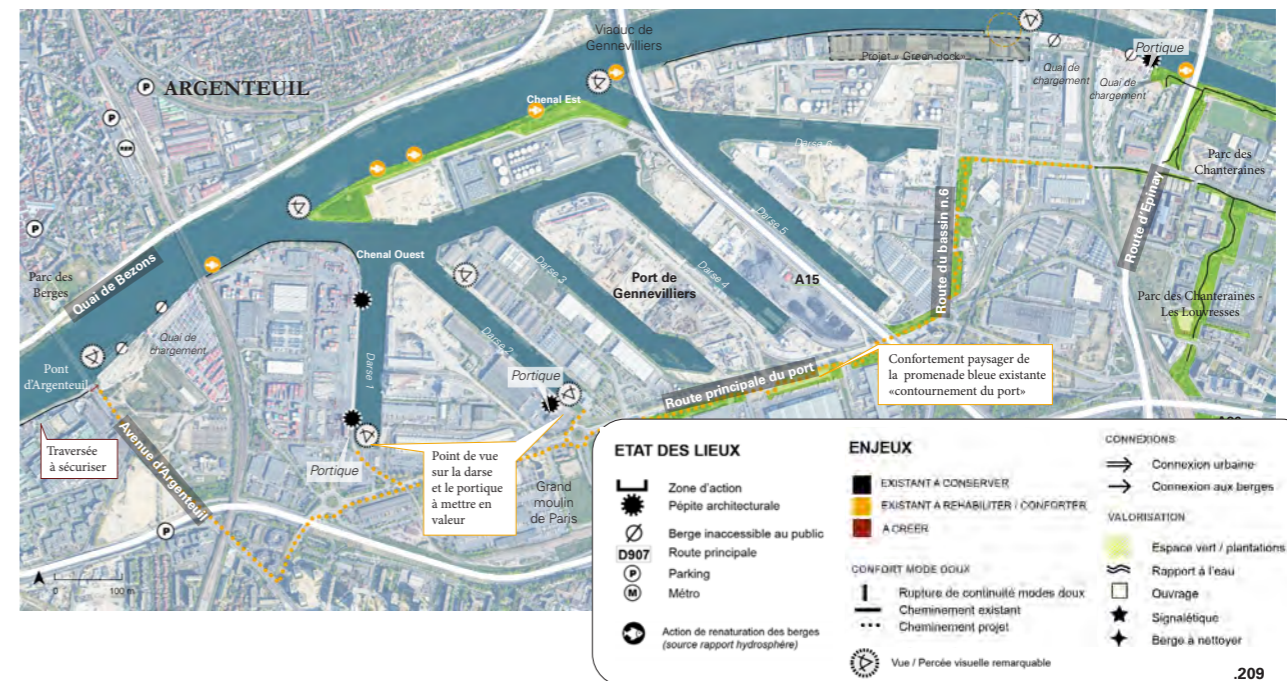 Viaduc de
Gennevilliers
Projet « Green dock»
Quai de
chargement
Portique
Quai de
chargement
P
ARGENTEUIL
P
RER
P
Chenal Est
Darse 6
Parc des
Chanteraines
Route d'Epinay
Route du bassin n.6
Parc des
Berges
Quai de Bezons
Chenal Ouest
Darse 3
Darse 4
Darse 5
Port de
Gennevilliers
A15
Parc des Chanteraines -
Les Louvresses
Quai de
chargement
Pont
d'Argenteuil
Darse 1
Darse 2
Portique
Route principale du port
Confortement paysager de
la promenade bleue existante
«contournement du port»
Traversée
à sécuriser
Avenue d'Argenteuil
Portique
Point de vue
sur la darse
et le portique
à mettre en
valeur
Grand
moulin
de Paris
P
0 100 m
ETAT DES LIEUX
Zone d'action
Pépite architecturale
Berge inaccessible au public
D907 Route principale
P Parking
M Métro
Action de renaturation des berges
(source rapport hydrosphère)
ENJEUX
EXISTANT A CONSERVER
EXISTANT A REHABILITER / CONFORTER
A CREER
CONFORT MODE DOUX
Rupture de continuité modes doux
Cheminement existant
Cheminement projet
Vue / Percée visuelle remarquable
CONNEXIONS
Connexion urbaine
Connexion aux berges
VALORISATION
Espace vert / plantations
Rapport à l'eau
Ouvrage
Signalétique
Berge à nettoyer
.209